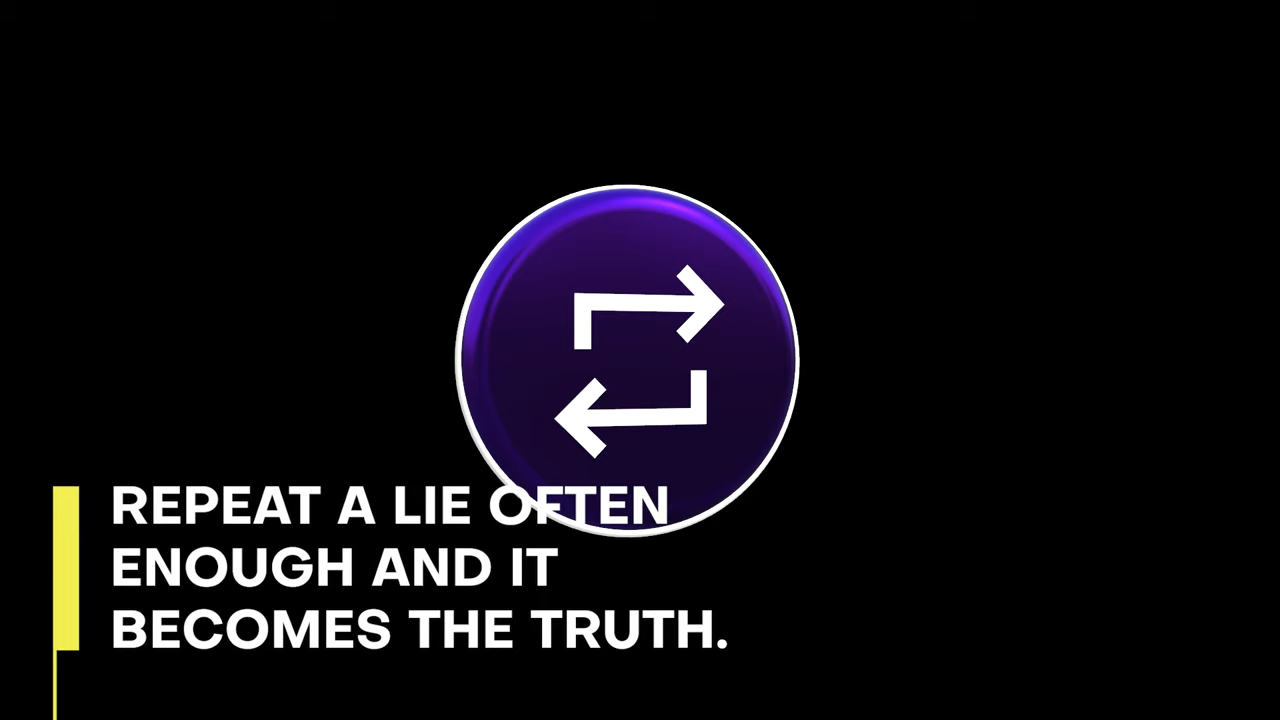 REPEAT A LIE OFTEN
ENOUGH AND IT
BECOMES THE TRUTH.